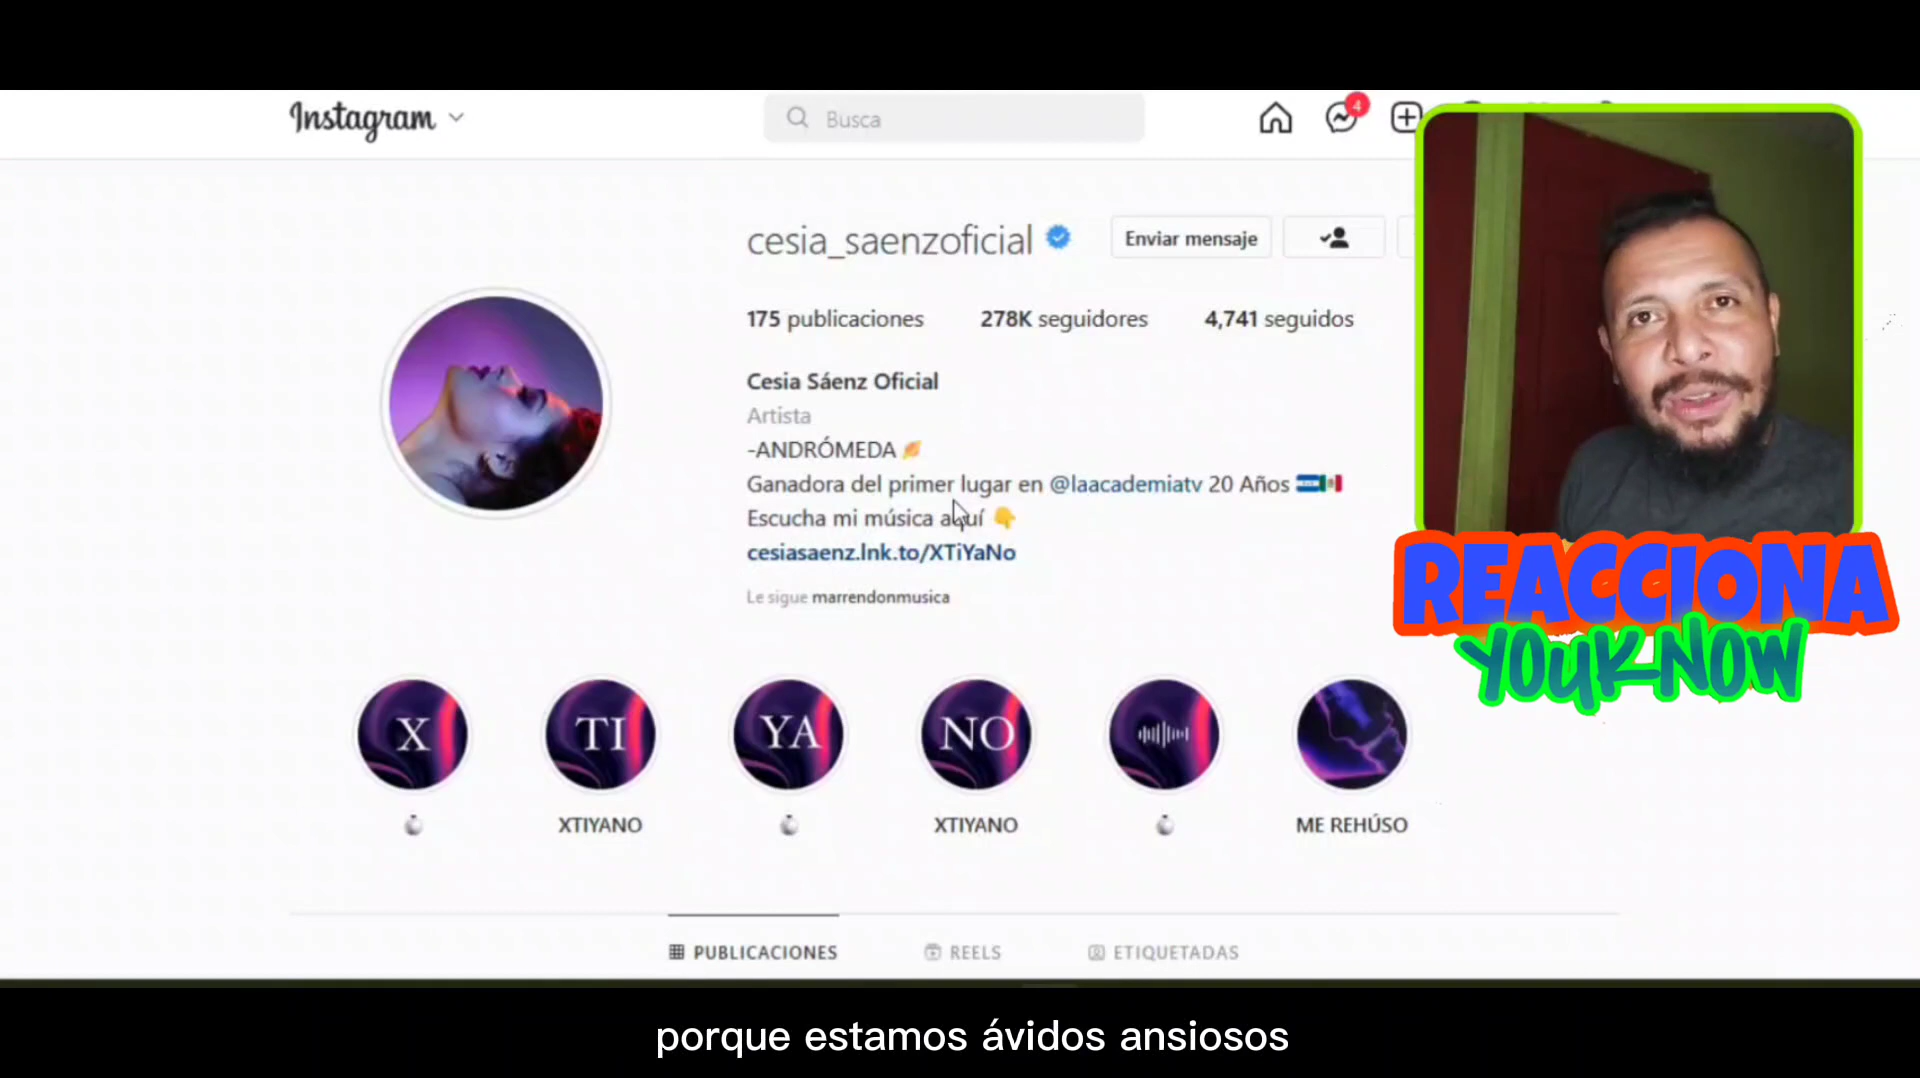 Instagram
Busca
4
cesia_saenzoficial
Enviar mensaje
175 publicaciones
278K seguidores
4,741 seguidos
Cesia Sáenz Oficial
Artista
-ANDRÓMEDA
Ganadora del primer lugar en @laacademiatv 20 Años
Escucha mi música aquí
cesiasaenz.lnk.to/XTiYaNo
Le sigue marrendonmusica
REACCIONA
YOUKNOW
X
TI
YA
NO
XTIYANO
XTIYANO
ME REHÚSO
PUBLICACIONES
REELS
ETIQUETADAS
porque estamos ávidos ansiosos